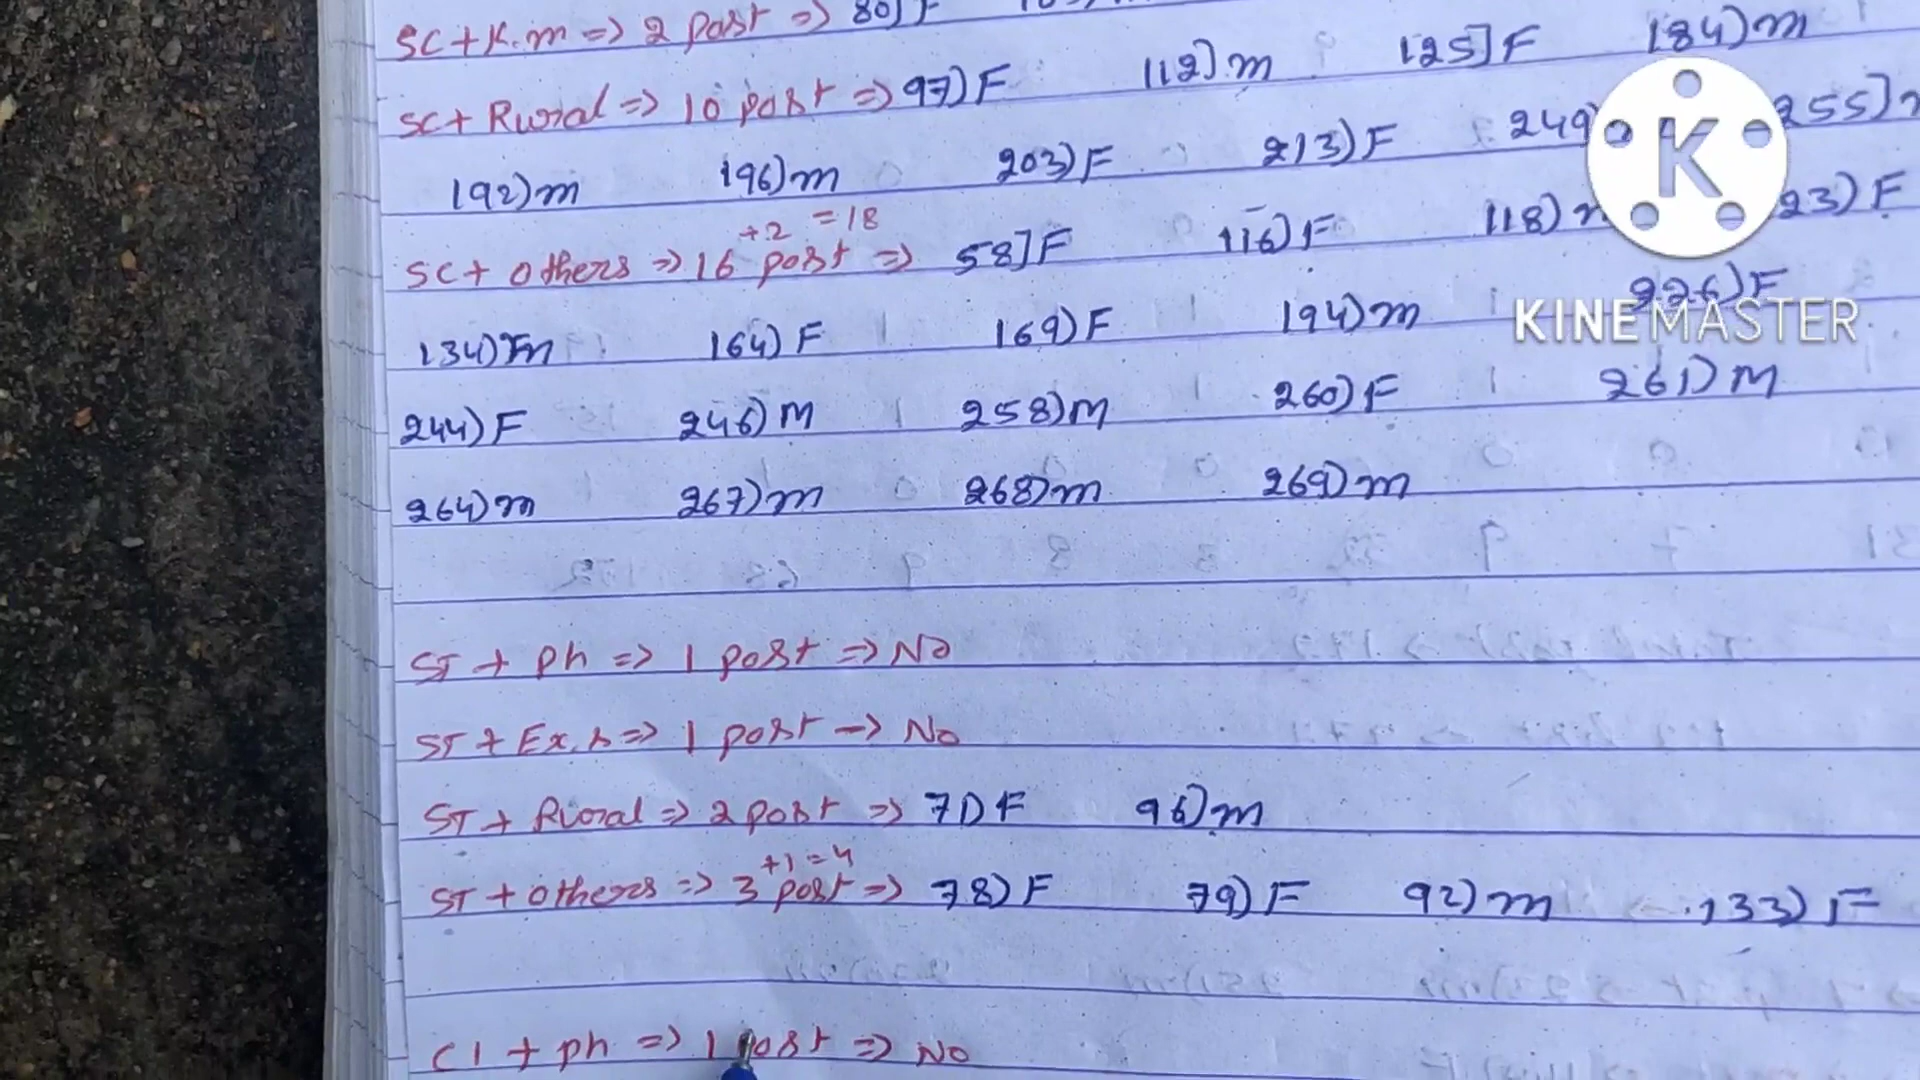 SC + K.m => 2 post => 80) F
SC + Rural => 10 post => 97) F 112] m 125] F 184) m
192) m 196) m 203) F 213) F 249) 255]
+2 = 18
SC + others => 16 post => 58] F 116) F 118) 23) F
134) m 164) F 169) F 194) m 226) F
KINEMASTER
244) F 246) M 258) m 260) F 261) M
264) m 267) m 268) m 269) m
ST + ph => 1 post => No
ST + Ex.s => 1 post -> No
ST + Rural => 2 post => 71) F 96) m
+1 = 4
ST + others => 3 post => 78) F 79) F 92) m 133) F
C1 + ph => 1 post => No
K